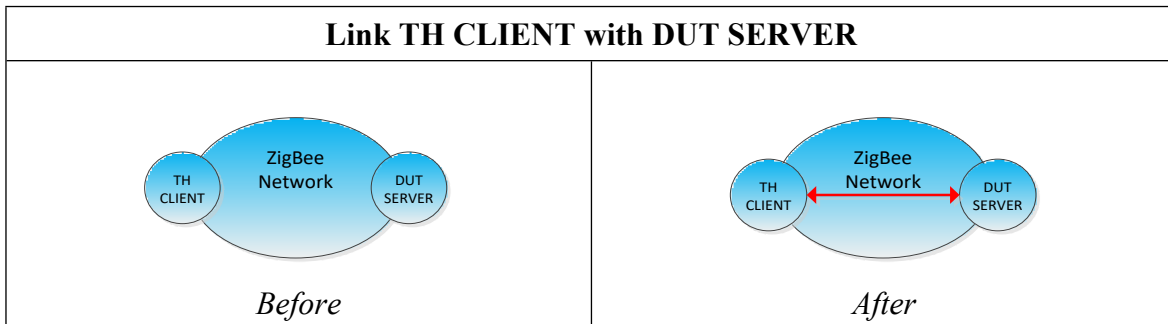 Link TH CLIENT with DUT SERVER
ZigBee
Network
TH
CLIENT
DUT
SERVER
Before
ZigBee
Network
TH
CLIENT
DUT
SERVER
After